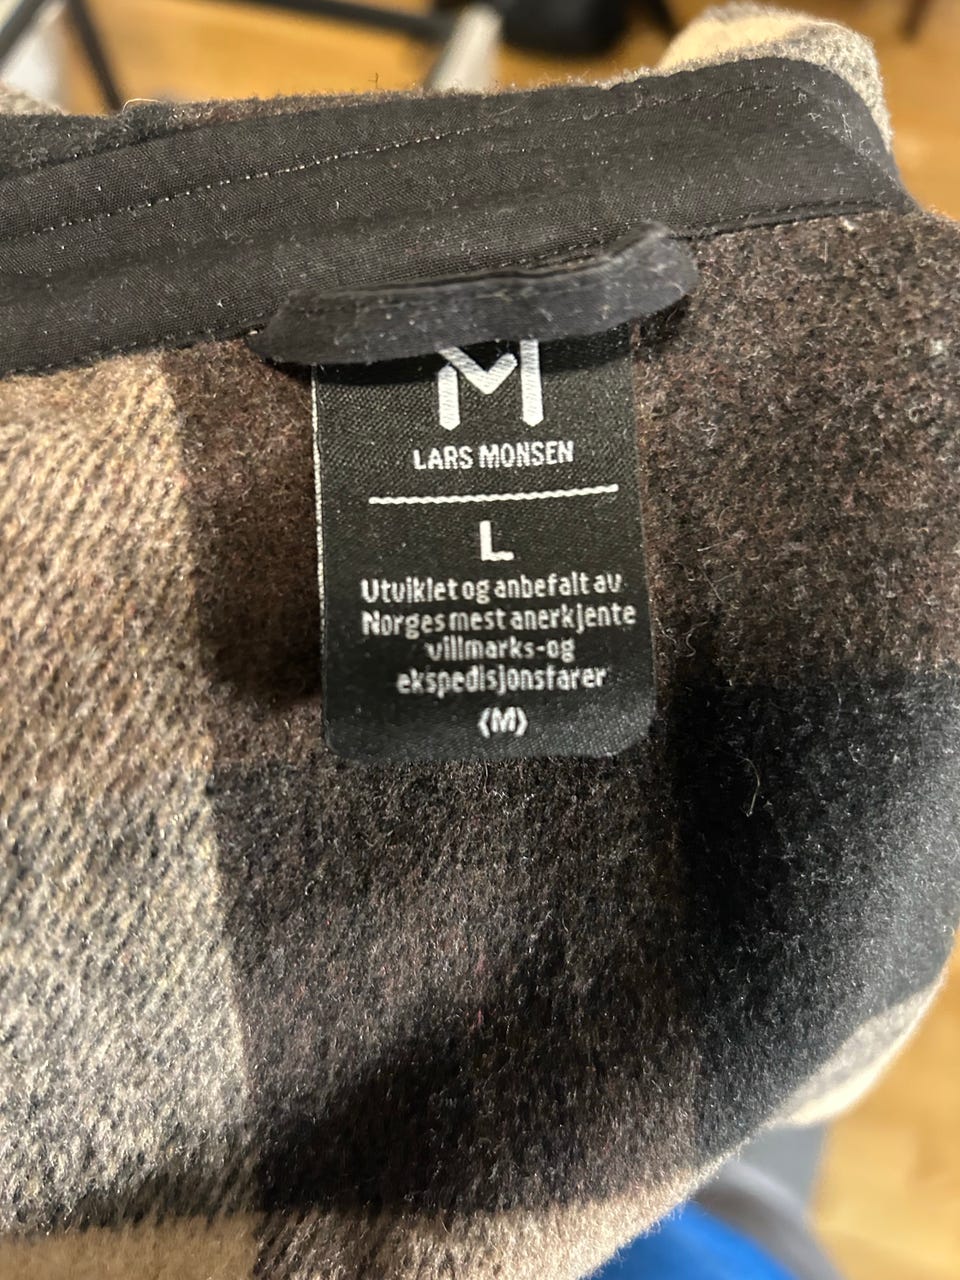 M
LARS MONSEN
L
Utviklet og anbefalt av
Norges mest anerkjente
villmarks-og
ekspedisjonsfarer
(M)